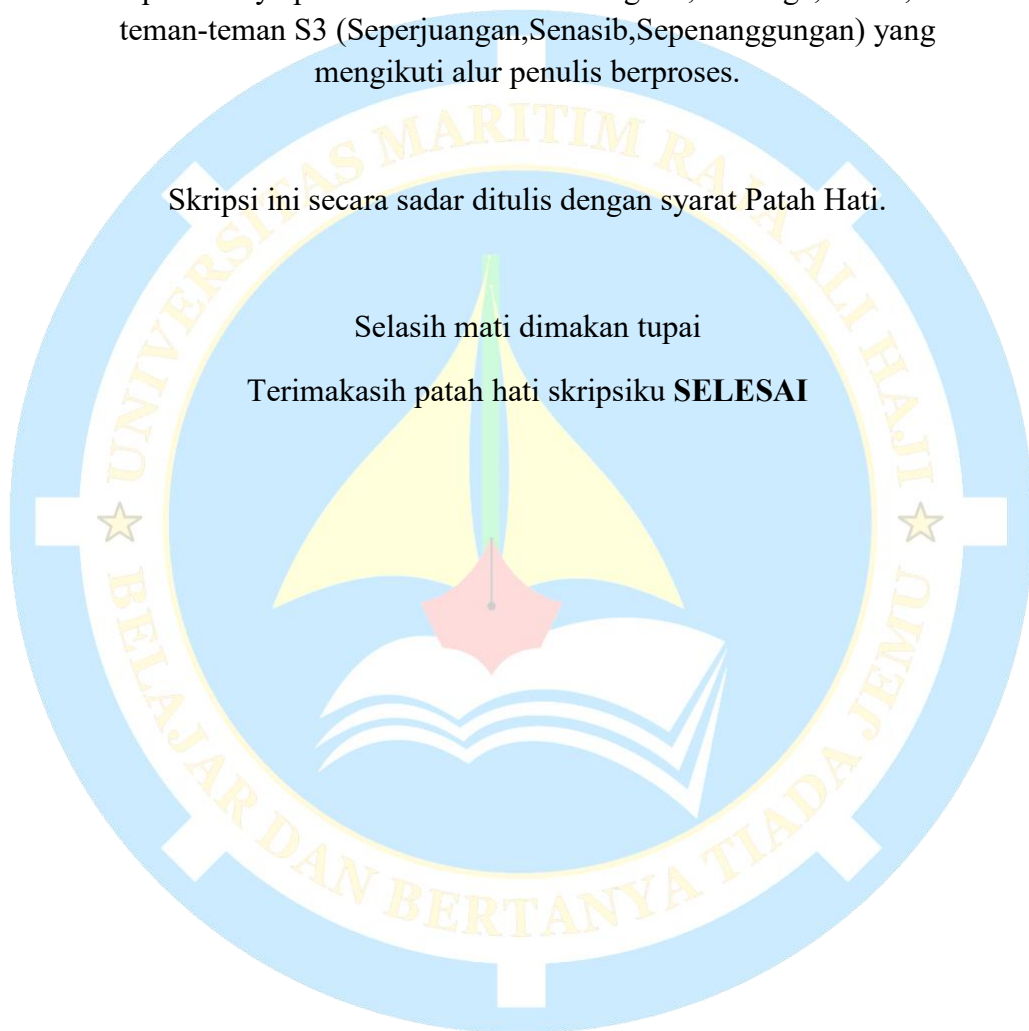 teman-teman S3 (Seperjuangan,Senasib,Sepenanggungan) yang
mengikuti alur penulis berproses.
Skripsi ini secara sadar ditulis dengan syarat Patah Hati.
Selasih mati dimakan tupai
Terimakasih patah hati skripsiku SELESAI
UNIVERSITAS MARITIM RAJA ALI HAJI
BELAJAR DAN BERTANYA TIADA JEMU